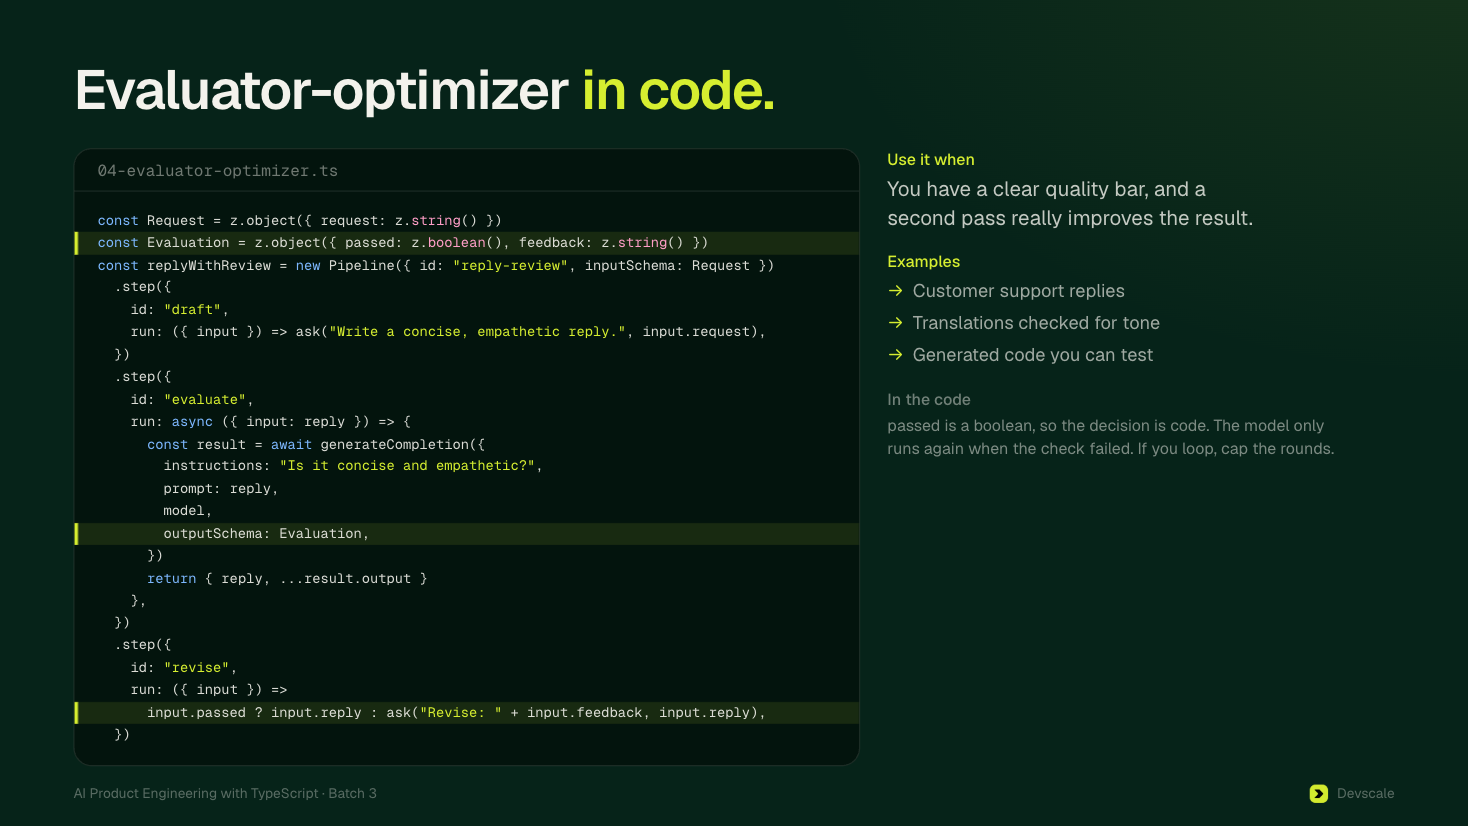 Evaluator-optimizer in code.
04-evaluator-optimizer.ts
const Request = z.object({ request: z.string() })
const Evaluation = z.object({ passed: z.boolean(), feedback: z.string() })
const replyWithReview = new Pipeline({ id: "reply-review", inputSchema: Request })
  .step({
    id: "draft",
    run: ({ input }) => ask("Write a concise, empathetic reply.", input.request),
  })
  .step({
    id: "evaluate",
    run: async ({ input: reply }) => {
      const result = await generateCompletion({
        instructions: "Is it concise and empathetic?",
        prompt: reply,
        model,
        outputSchema: Evaluation,
      })
      return { reply, ...result.output }
    },
  })
  .step({
    id: "revise",
    run: ({ input }) =>
      input.passed ? input.reply : ask("Revise: " + input.feedback, input.reply),
  })
Use it when
You have a clear quality bar, and a
second pass really improves the result.
Examples
→ Customer support replies
→ Translations checked for tone
→ Generated code you can test
In the code
passed is a boolean, so the decision is code. The model only
runs again when the check failed. If you loop, cap the rounds.
AI Product Engineering with TypeScript · Batch 3
Devscale